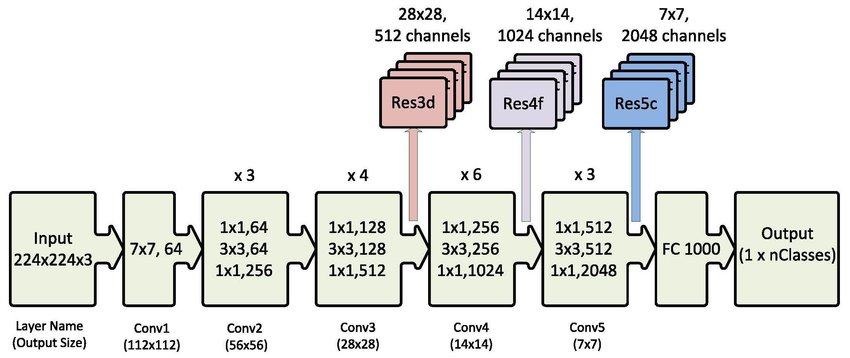 28x28,
512 channels
14x14,
1024 channels
7x7,
2048 channels
Res3d
Res4f
Res5c
x 3
x 4
x 6
x 3
Input
224x224x3
7x7, 64
1x1,64
3x3,64
1x1,256
1x1,128
3x3,128
1x1,512
1x1,256
3x3,256
1x1,1024
1x1,512
3x3,512
1x1,2048
FC 1000
Output
(1 x nClasses)
Layer Name
(Output Size)
Conv1
(112x112)
Conv2
(56x56)
Conv3
(28x28)
Conv4
(14x14)
Conv5
(7x7)